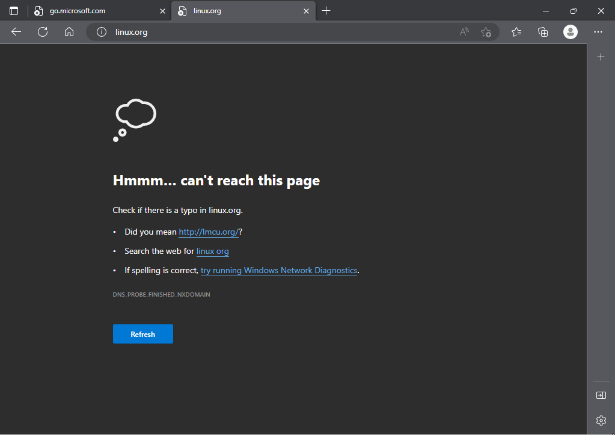 go.microsoft.com
linux.org
linux.org
Hmmm... can't reach this page
Check if there is a typo in linux.org.
• Did you mean http://lmcu.org/?
• Search the web for linux org
• If spelling is correct, try running Windows Network Diagnostics.
DNS_PROBE_FINISHED_NXDOMAIN
Refresh